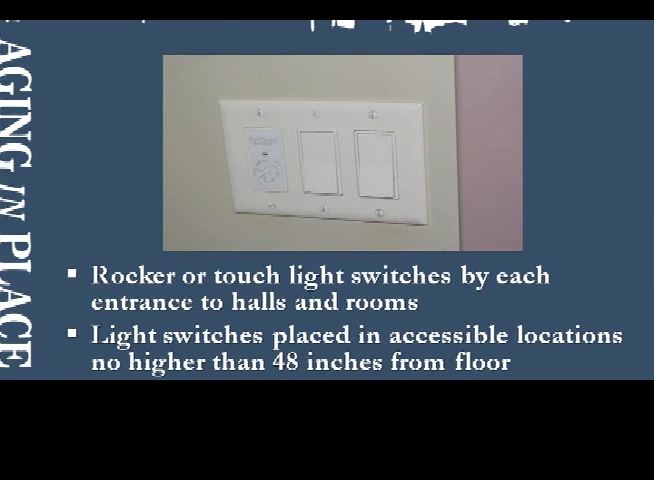 AGING IN PLACE
▪ Rocker or touch light switches by each
entrance to halls and rooms
▪ Light switches placed in accessible locations
no higher than 48 inches from floor